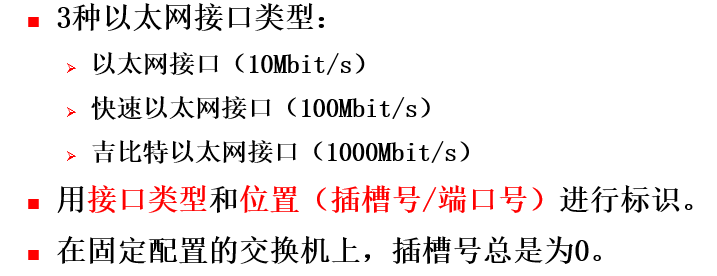 3种以太网接口类型：
以太网接口（10Mbit/s）
快速以太网接口（100Mbit/s）
吉比特以太网接口（1000Mbit/s）
用接口类型和位置（插槽号/端口号）进行标识。
在固定配置的交换机上，插槽号总是为0。